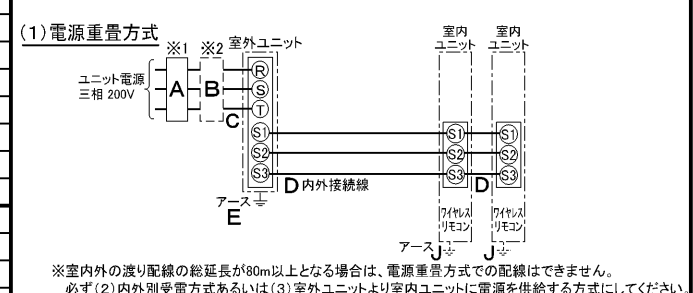 (1)電源重畳方式
※1 ※2 室外ユニット
室内
ユニット
室内
ユニット
ユニット電源
三相 200V
A
B
C
R
S
T
S1
S2
S3
S1
S2
S3
S1
S2
S3
D 内外接続線
D
アース
E
ワイヤレス
リモコン
ワイヤレス
リモコン
アース J
J
※室内外の渡り配線の総延長が80m以上となる場合は、電源重畳方式での配線はできません。
必ず(2)内外別受電方式あるいは(3)室外ユニットより室内ユニットに電源を供給する方式にしてください。